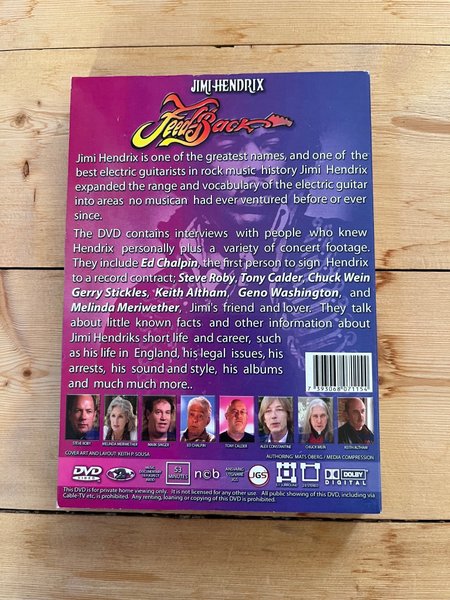 JIMI HENDRIX
Feed Back
Jimi Hendrix is one of the greatest names, and one of the
best electric guitarists in rock music history Jimi Hendrix
expanded the range and vocabulary of the electric guitar
into areas no musican had ever ventured before or ever
since.
The DVD contains interviews with people who knew
Hendrix personally plus a variety of concert footage.
They include Ed Chalpin, the first person to sign Hendrix
to a record contract; Steve Roby, Tony Calder, Chuck Wein
Gerry Stickles, Keith Altham, Geno Washington, and
Melinda Meriwether, Jimi's friend and lover. They talk
about little known facts and other information about
Jimi Hendriks short life and career, such
as his life in England, his legal issues, his
arrests, his sound and style, his albums
and much much more..
7 393068 071154
STEVE ROBY MELINDA MERIWETHER MARK SINGER ED CHALPIN TONY CALDER ALEX CONSTANTINE CHUCK WEIN KEITH ALTHAM
COVER ART AND LAYOUT: KEITH P. SOUSA AUTHORING: MATS ÖBERG / MEDIA COMPRESSION
DVD VIDEO MUSIC DOCUMENTARY 53 MINUTES ncb JGS DOLBY DIGITAL
This DVD is for private home viewing only. It is not licensed for any other use. All public showing of this DVD, including via
Cable-TV etc, is prohibited. Any renting, loaning or copying of this DVD is prohibited.